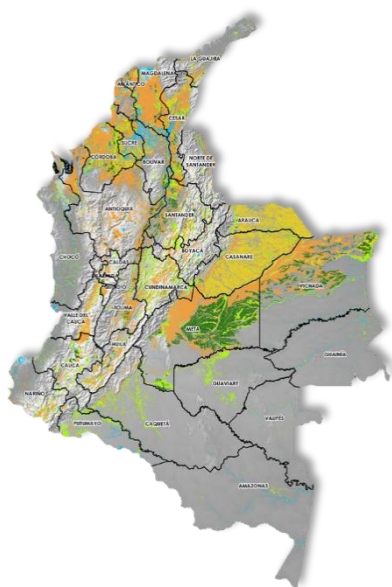 LA GUAJIRA
MAGDALENA
ATLÁNTICO
CESAR
SUCRE
CÓRDOBA
BOLÍVAR
NORTE DE
SANTANDER
ANTIOQUIA
SANTANDER
ARAUCA
BOYACÁ
CHOCÓ
CALDAS
CASANARE
CUNDINAMARCA
VICHADA
TOLIMA
VALLE DEL
CAUCA
META
HUILA
GUAINÍA
CAUCA
GUAVIARE
NARIÑO
VAUPÉS
PUTUMAYO
CAQUETÁ
AMAZONAS